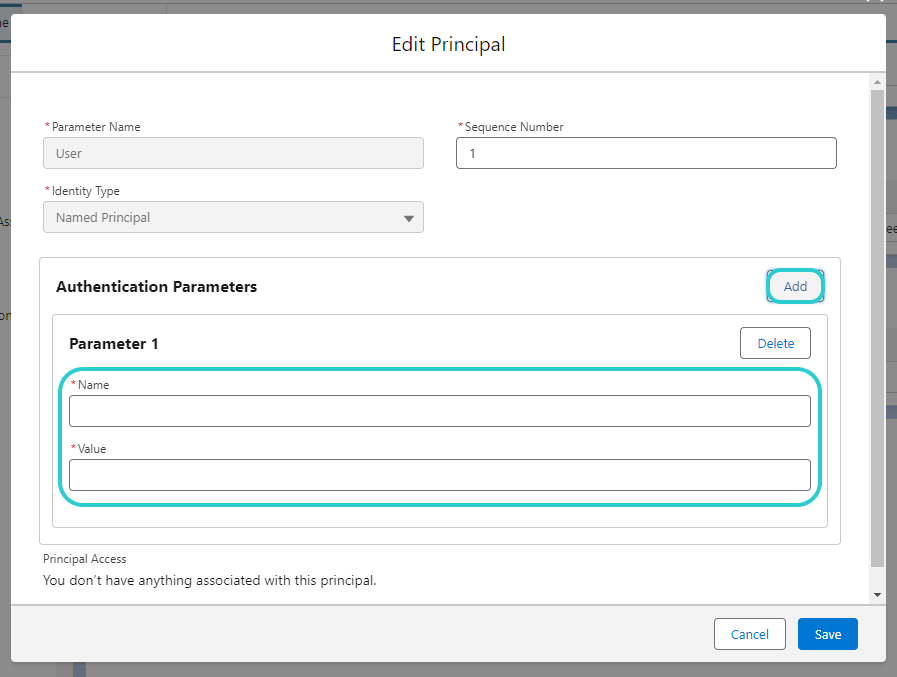 Edit Principal
* Parameter Name
User
* Sequence Number
1
* Identity Type
Named Principal
Authentication Parameters
Add
Parameter 1
Delete
* Name
* Value
Principal Access
You don't have anything associated with this principal.
Cancel
Save